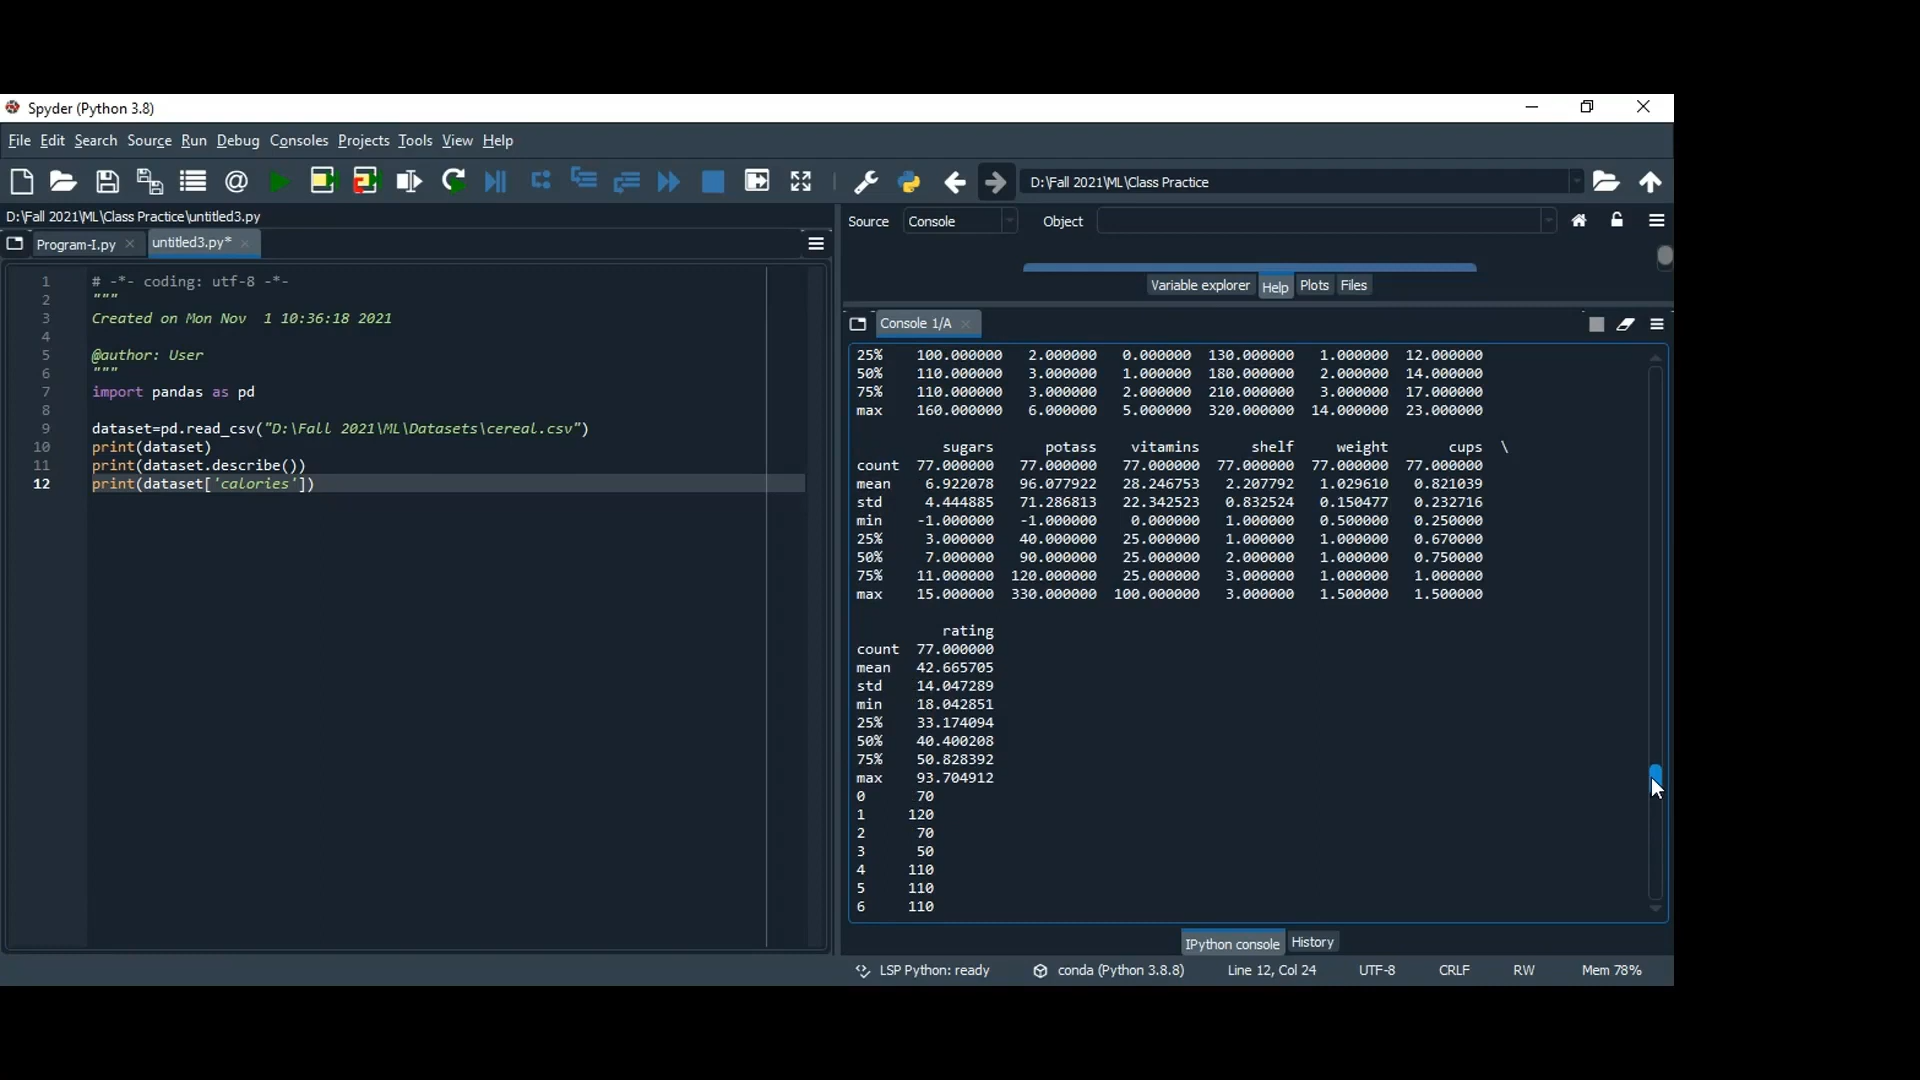 Spyder (Python 3.8)
File Edit Search Source Run Debug Consoles Projects Tools View Help
D:\Fall 2021\ML\Class Practice
D:\Fall 2021\ML\Class Practice\untitled3.py
Source Console Object
Program-I.py untitled3.py*
Variable explorer Help Plots Files
Console 1/A
1 # -*- coding: utf-8 -*-
2 """
3 Created on Mon Nov  1 10:36:18 2021
4
5 @author: User
6 """
7 import pandas as pd
8
9 dataset=pd.read_csv("D:\Fall 2021\ML\Datasets\cereal.csv")
10 print(dataset)
11 print(dataset.describe())
12 print(dataset['calories'])
25% 100.000000 2.000000 0.000000 130.000000 1.000000 12.000000
50% 110.000000 3.000000 1.000000 180.000000 2.000000 14.000000
75% 110.000000 3.000000 2.000000 210.000000 3.000000 17.000000
max 160.000000 6.000000 5.000000 320.000000 14.000000 23.000000
sugars potass vitamins shelf weight cups \
count 77.000000 77.000000 77.000000 77.000000 77.000000 77.000000
mean 6.922078 96.077922 28.246753 2.207792 1.029610 0.821039
std 4.444885 71.286813 22.342523 0.832524 0.150477 0.232716
min -1.000000 -1.000000 0.000000 1.000000 0.500000 0.250000
25% 3.000000 40.000000 25.000000 1.000000 1.000000 0.670000
50% 7.000000 90.000000 25.000000 2.000000 1.000000 0.750000
75% 11.000000 120.000000 25.000000 3.000000 1.000000 1.000000
max 15.000000 330.000000 100.000000 3.000000 1.500000 1.500000
rating
count 77.000000
mean 42.665705
std 14.047289
min 18.042851
25% 33.174094
50% 40.400208
75% 50.828392
max 93.704912
0 70
1 120
2 70
3 50
4 110
5 110
6 110
IPython console History
LSP Python: ready conda (Python 3.8.8) Line 12, Col 24 UTF-8 CRLF RW Mem 78%